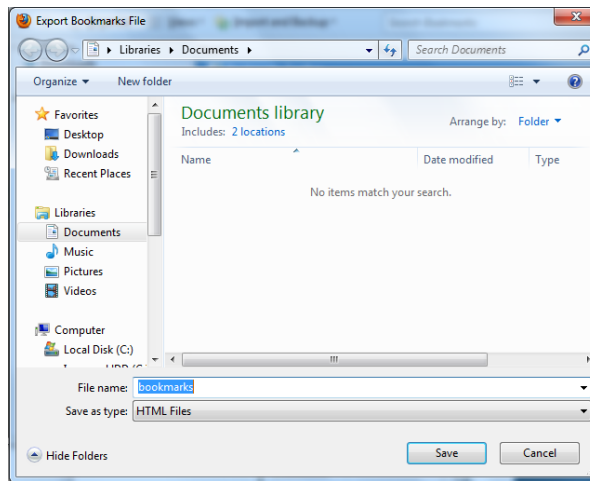 Export Bookmarks File
Libraries Documents
Search Documents
Organize New folder
Favorites
Desktop
Downloads
Recent Places
Libraries
Documents
Music
Pictures
Videos
Computer
Local Disk (C:)
Documents library
Includes: 2 locations
Arrange by: Folder
Name Date modified Type
No items match your search.
File name: bookmarks
Save as type: HTML Files
Hide Folders
Save Cancel